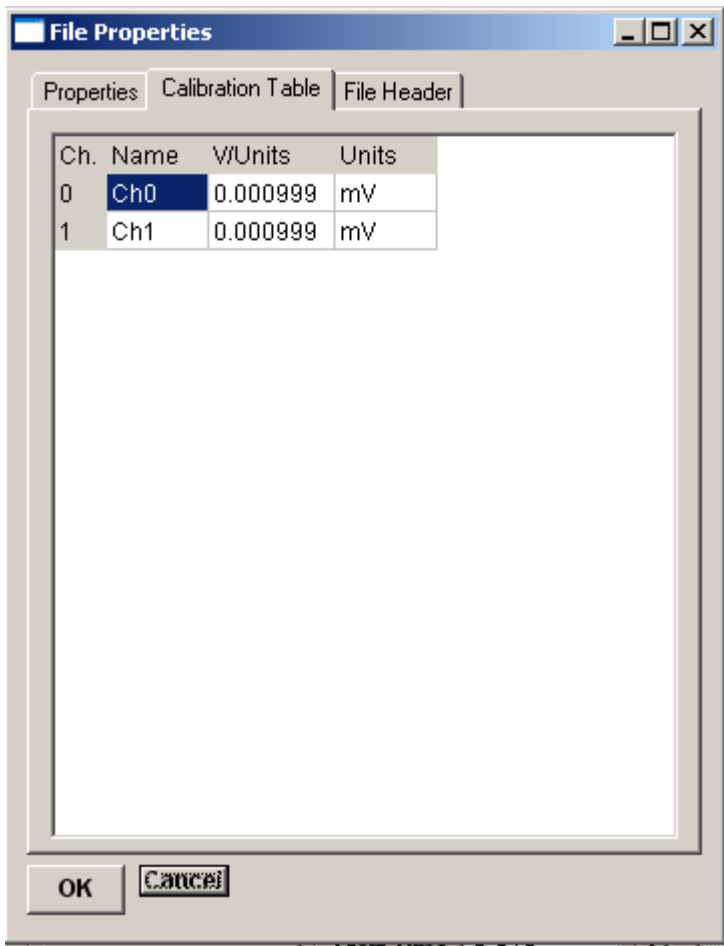 File Properties
Properties Calibration Table File Header
Ch. Name V/Units Units
0 Ch0 0.000999 mV
1 Ch1 0.000999 mV
OK Cancel